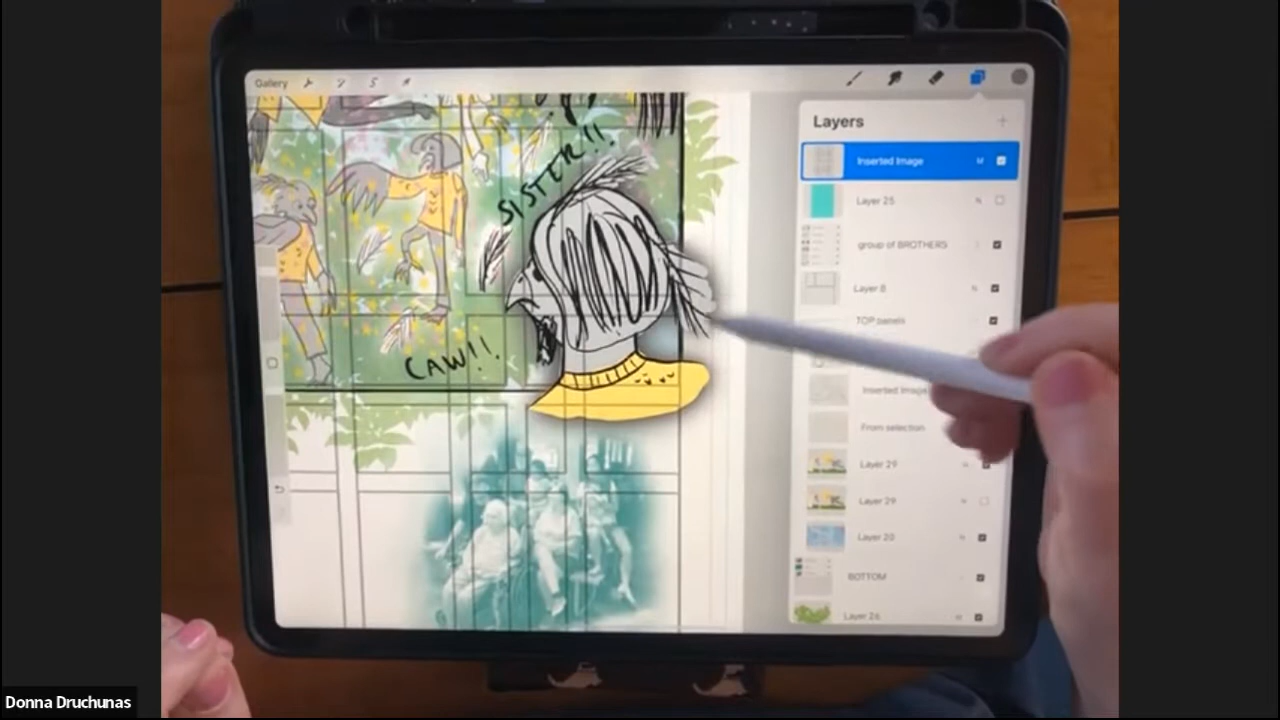 Gallery
Layers
Inserted Image
M
Layer 25
N
group of BROTHERS
Layer 8
N
TOP panels
Inserted Image
From selection
Layer 29
N
Layer 29
N
Layer 20
N
BOTTOM
Layer 26
M
SISTER!!
CAW!!
Donna Druchunas